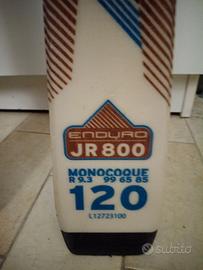 ENDURO
JR 800
MONOCOQUE
R 9.3 99 65 85
120
L12723100
subito